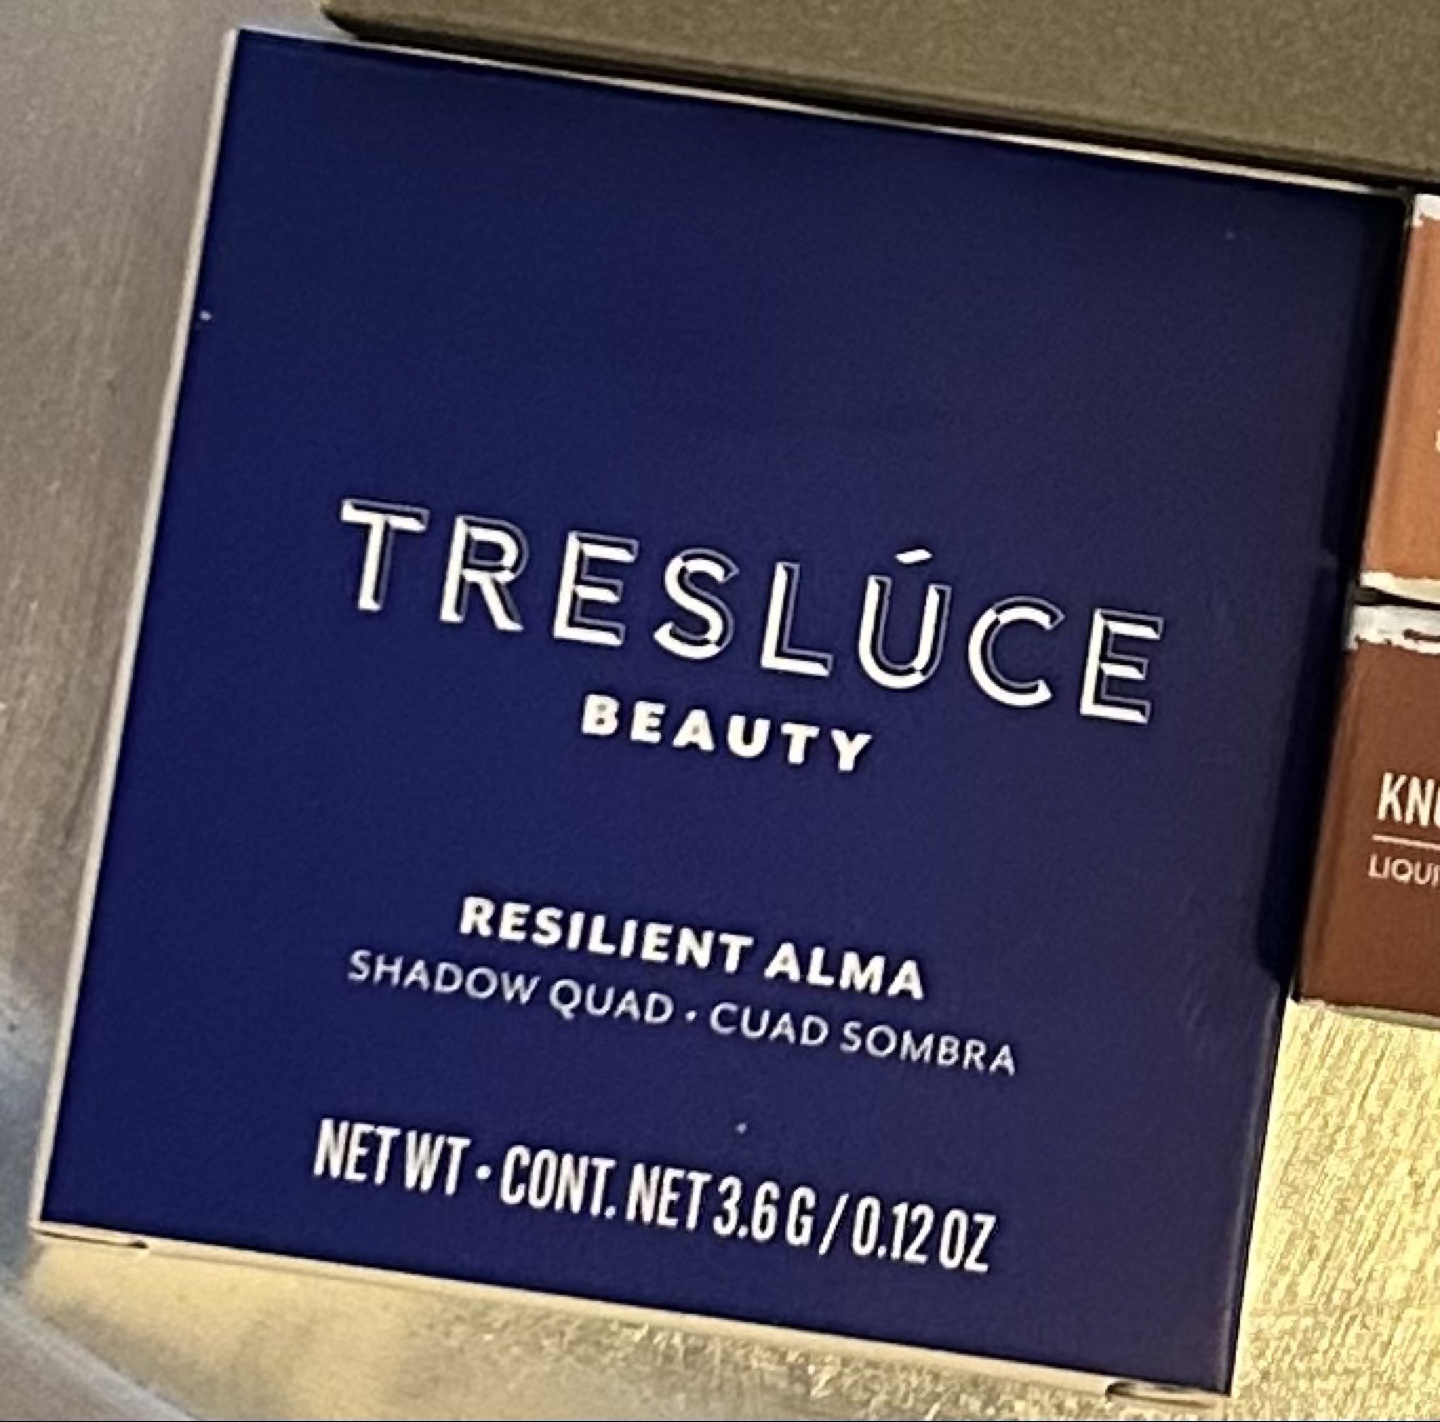 TRESLÚCE
BEAUTY
RESILIENT ALMA
SHADOW QUAD • CUAD SOMBRA
NET WT • CONT. NET 3.6 G / 0.12 OZ